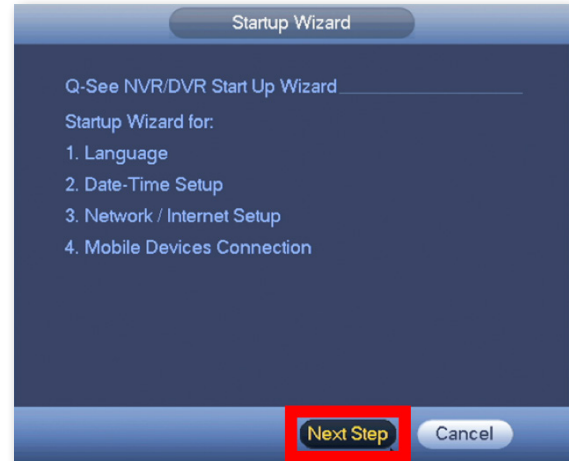 Startup Wizard
Q-See NVR/DVR Start Up Wizard
Startup Wizard for:
1. Language
2. Date-Time Setup
3. Network / Internet Setup
4. Mobile Devices Connection
Next Step Cancel